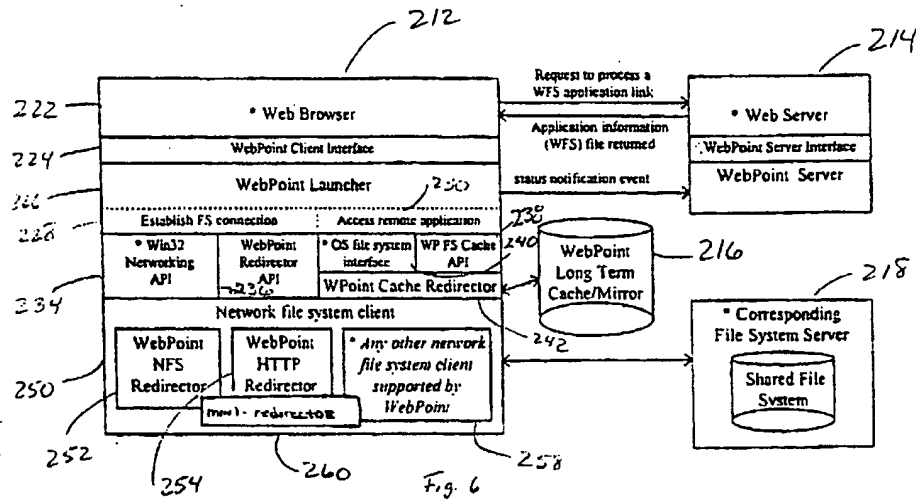 212
214
Request to process a
WFS application link
222
* Web Browser
* Web Server
Application information
(WFS) file returned
224
WebPoint Client Interface
WebPoint Server Interface
WebPoint Launcher
status notification event
WebPoint Server
230
228
Establish FS connection
Access remote application
238
* Win32
Networking
API
WebPoint
Redirector
API
* OS file system
interface
WP FS Cache
API
240
WebPoint
Long Term
Cache/Mirror
216
218
234
236
WPoint Cache Redirector
242
Network file system client
* Corresponding
File System Server
250
WebPoint
NFS
Redirector
WebPoint
HTTP
Redirector
* Any other network
file system client
supported by
WebPoint
Shared File
System
mini-redirector
252
254
260
258
Fig. 6